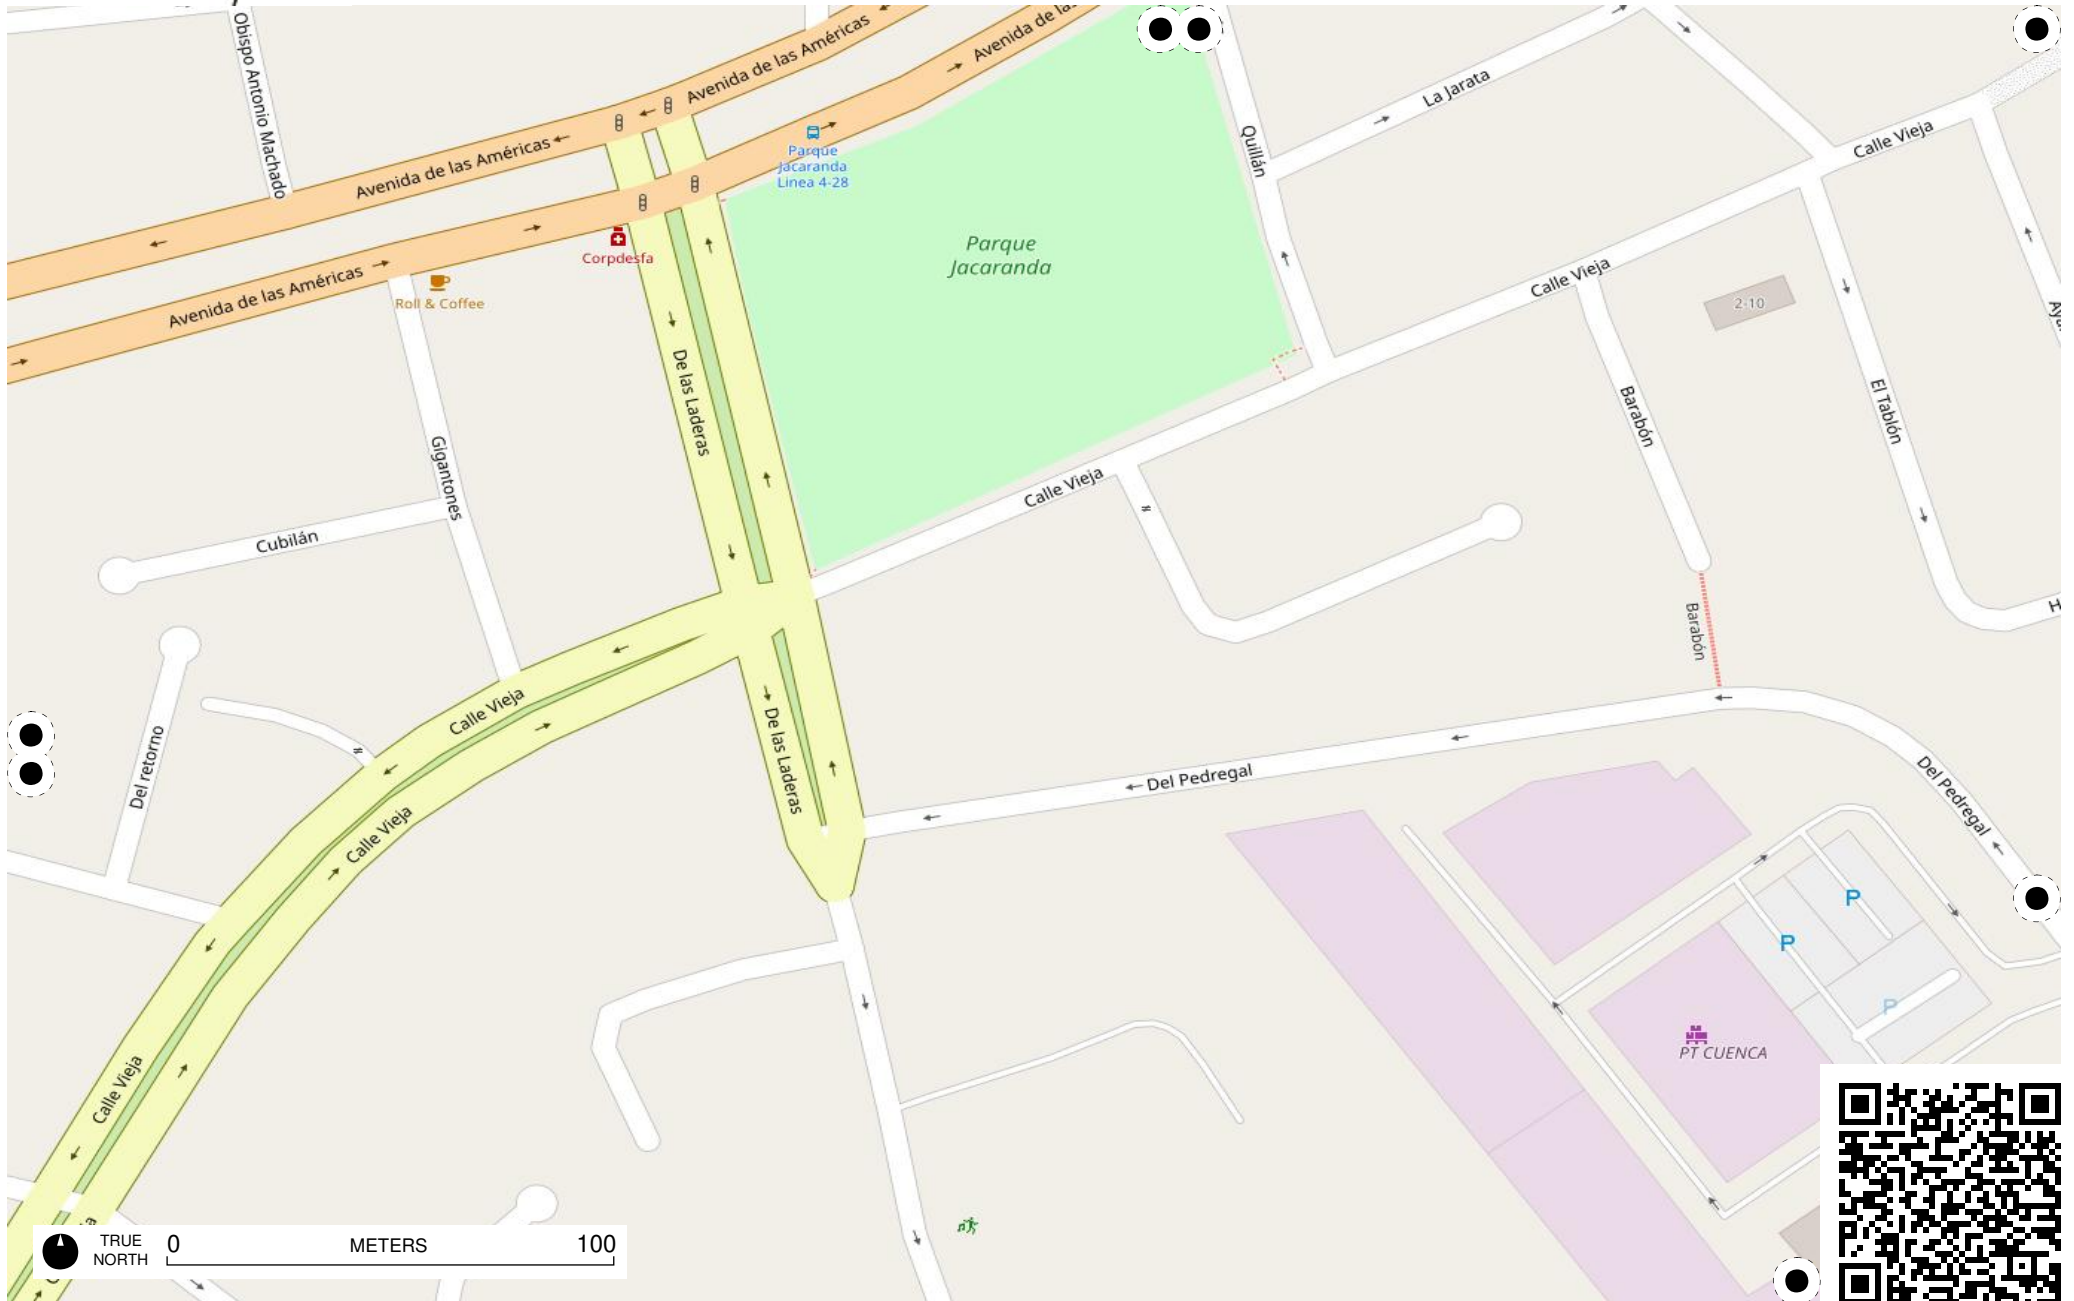 Obispo Antonio Machado
Avenida de las Américas
Avenida de las
Avenida de las Américas
Avenida de las Américas
La Jarata
Quillán
Calle Vieja
Parque
Jacaranda
Linea 4-28
Parque
Jacaranda
Corpdesfa
Roll & Coffee
Calle Vieja
2-10
De las Laderas
Barabón
El Tablón
Gigantones
Calle Vieja
Cubilán
Barabón
H
Calle Vieja
De las Laderas
Del retorno
Del Pedregal
Del Pedregal
Calle Vieja
P
P
P
PT CUENCA
Calle Vieja
TRUE
NORTH
0
METERS
100